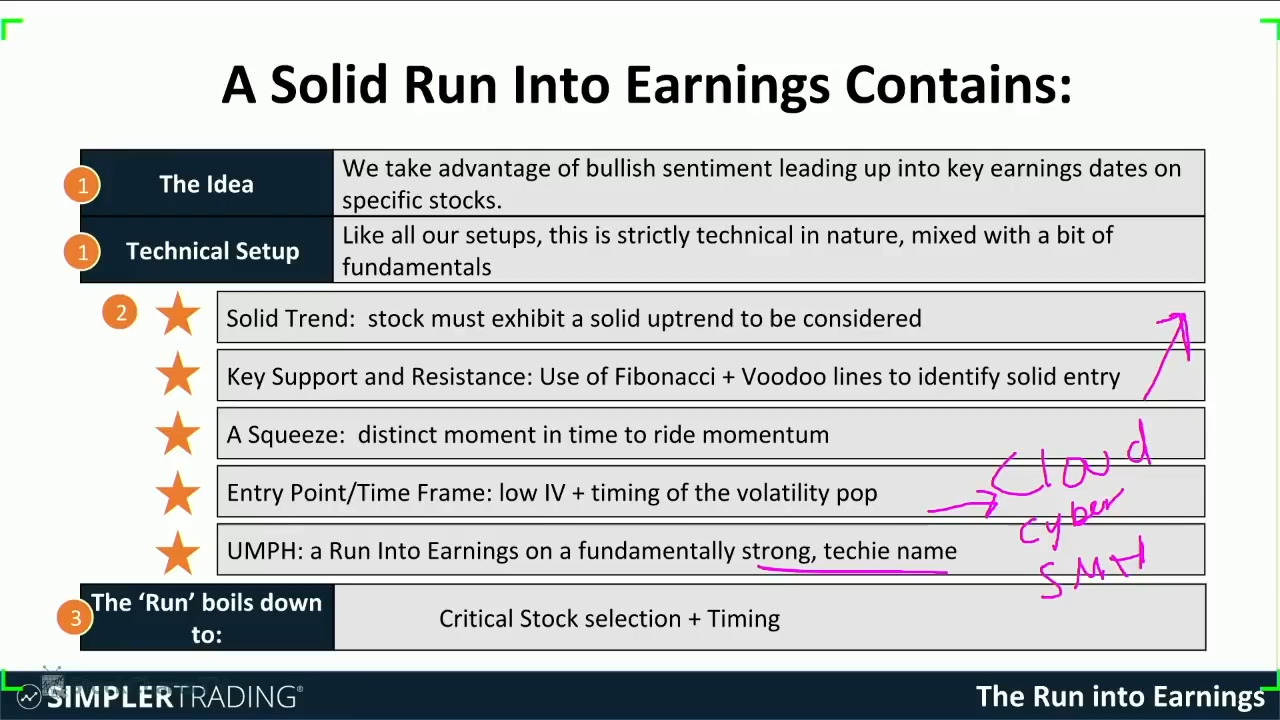 A Solid Run Into Earnings Contains:
1 The Idea
We take advantage of bullish sentiment leading up into key earnings dates on
specific stocks.
1 Technical Setup
Like all our setups, this is strictly technical in nature, mixed with a bit of
fundamentals
2 Solid Trend: stock must exhibit a solid uptrend to be considered
Key Support and Resistance: Use of Fibonacci + Voodoo lines to identify solid entry
A Squeeze: distinct moment in time to ride momentum
Cloud
Entry Point/Time Frame: low IV + timing of the volatility pop
cyber
UMPH: a Run Into Earnings on a fundamentally strong, techie name
SMH
3 The ‘Run’ boils down
to:
Critical Stock selection + Timing
SIMPLERTRADING®
The Run into Earnings